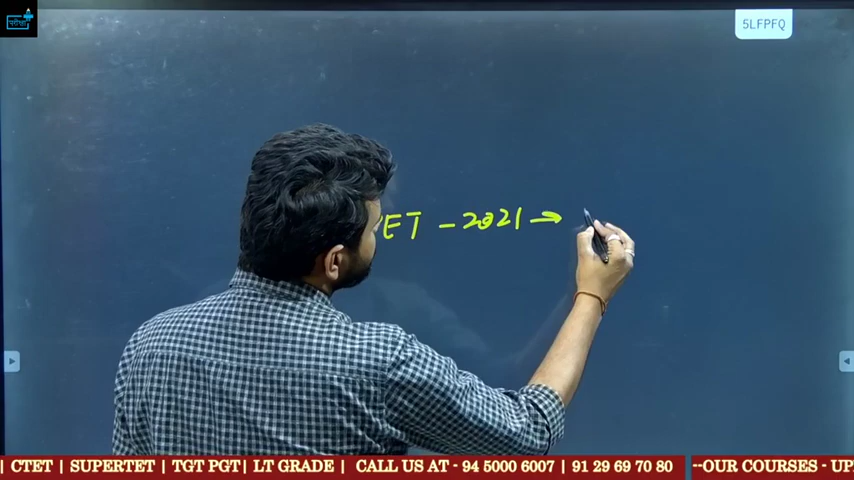 परीक्षा
5LFPFQ
ET - 2021 →
| CTET | SUPERTET | TGT PGT| LT GRADE | CALL US AT - 94 5000 6007 | 91 29 69 70 80 --OUR COURSES - UP